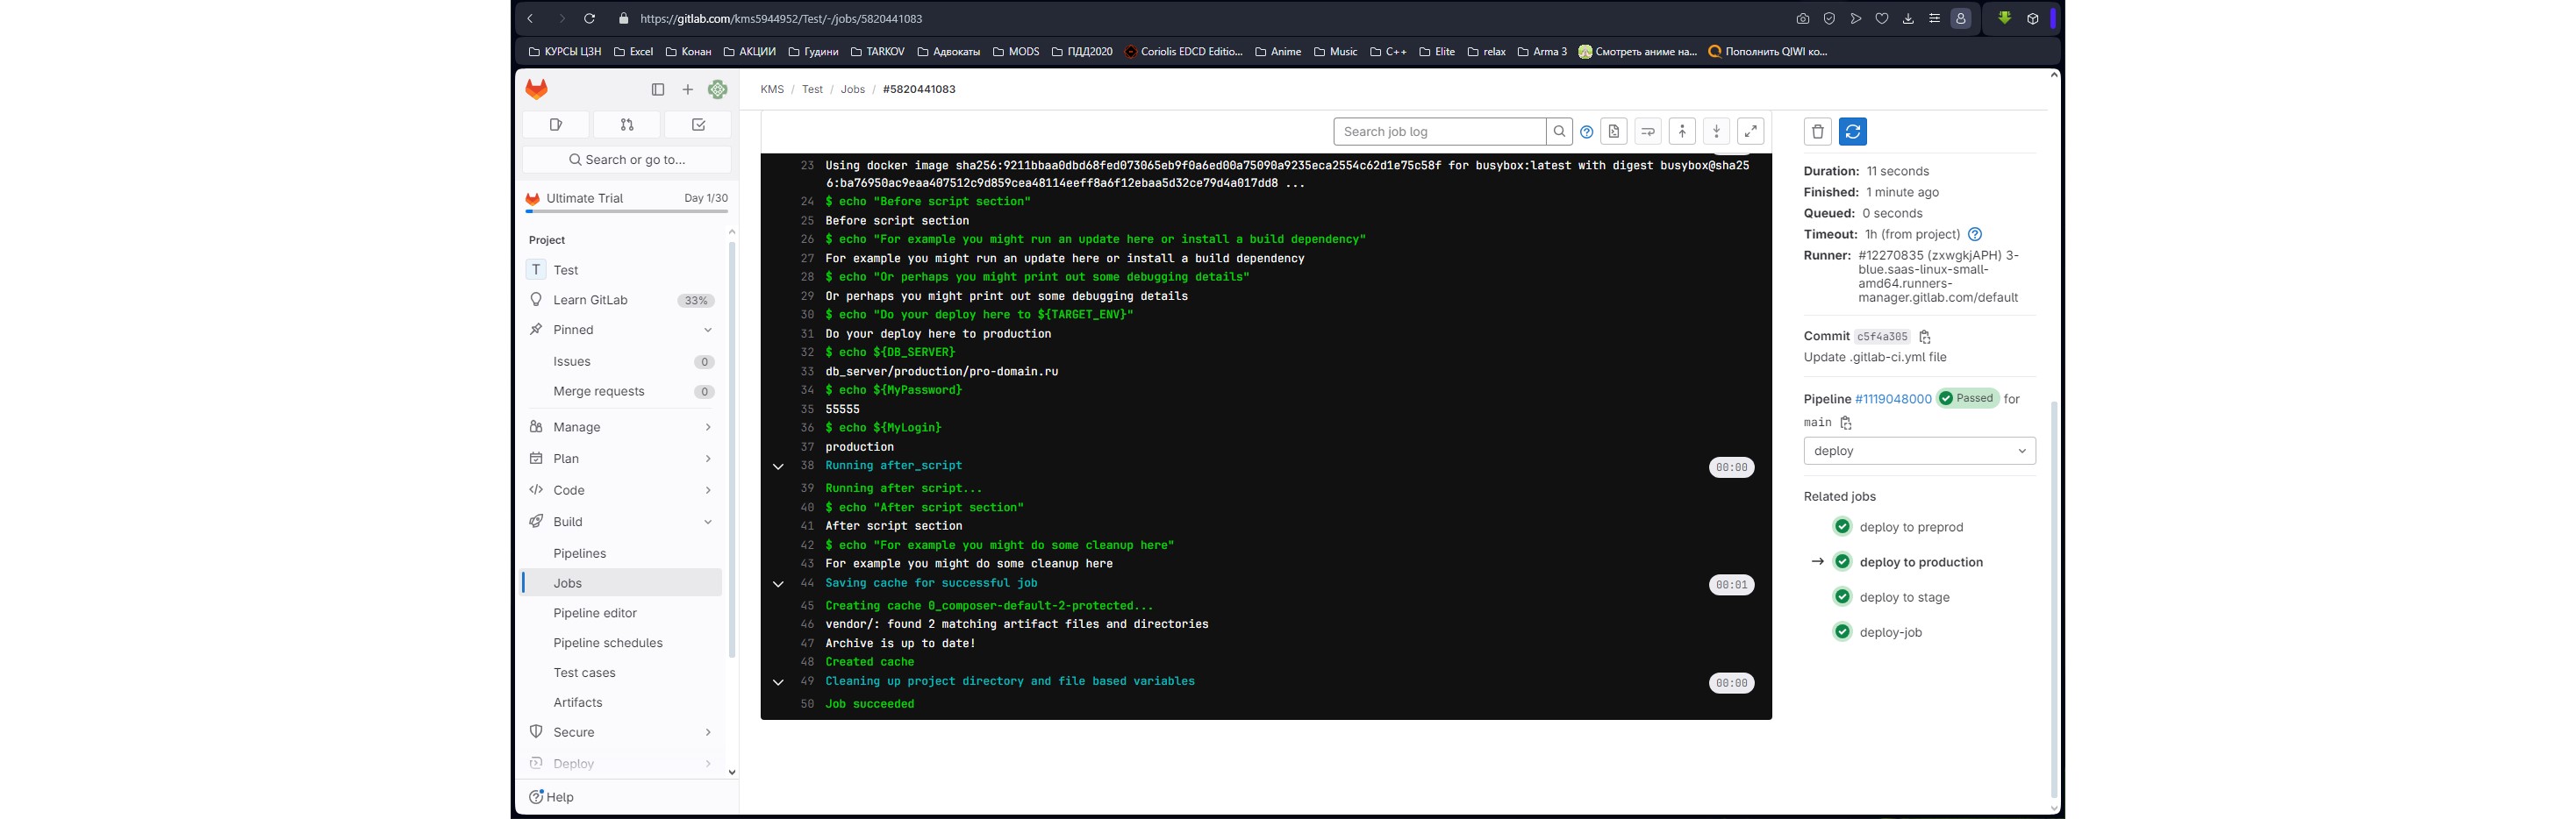 https://gitlab.com/kms5944952/Test/-/jobs/5820441083
КУРСЫ ЦЗН Excel Конан АКЦИИ Гудини TARKOV Адвокаты MODS ПДД2020 Coriolis EDCD Editio... Anime Music C++ Elite relax Arma 3 Смотреть аниме на... Пополнить QIWI ко...
KMS / Test / Jobs / #5820441083
Search or go to...
Ultimate Trial Day 1/30
Project
T Test
Learn GitLab 33%
Pinned
Issues 0
Merge requests 0
Manage
Plan
Code
Build
Pipelines
Jobs
Pipeline editor
Pipeline schedules
Test cases
Artifacts
Secure
Deploy
Help
Search job log
23 Using docker image sha256:9211bbaa0dbd68fed073065eb9f0a6ed00a75090a9235eca2554c62d1e75c58f for busybox:latest with digest busybox@sha25
6:ba76950ac9eaa407512c9d859cea48114eeff8a6f12ebaa5d32ce79d4a017dd8 ...
24 $ echo "Before script section"
25 Before script section
26 $ echo "For example you might run an update here or install a build dependency"
27 For example you might run an update here or install a build dependency
28 $ echo "Or perhaps you might print out some debugging details"
29 Or perhaps you might print out some debugging details
30 $ echo "Do your deploy here to ${TARGET_ENV}"
31 Do your deploy here to production
32 $ echo ${DB_SERVER}
33 db_server/production/pro-domain.ru
34 $ echo ${MyPassword}
35 55555
36 $ echo ${MyLogin}
37 production
38 Running after_script 00:00
39 Running after script...
40 $ echo "After script section"
41 After script section
42 $ echo "For example you might do some cleanup here"
43 For example you might do some cleanup here
44 Saving cache for successful job 00:01
45 Creating cache 0_composer-default-2-protected...
46 vendor/: found 2 matching artifact files and directories
47 Archive is up to date!
48 Created cache
49 Cleaning up project directory and file based variables 00:00
50 Job succeeded
Duration: 11 seconds
Finished: 1 minute ago
Queued: 0 seconds
Timeout: 1h (from project)
Runner: #12270835 (zxwgkjAPH) 3-
blue.saas-linux-small-
amd64.runners-
manager.gitlab.com/default
Commit c5f4a305
Update .gitlab-ci.yml file
Pipeline #1119048000 Passed for
main
deploy
Related jobs
deploy to preprod
→ deploy to production
deploy to stage
deploy-job